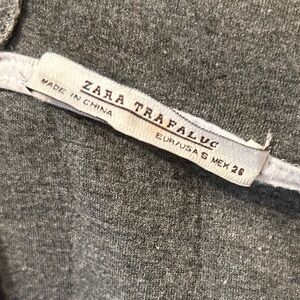 ZARA TRAFALUC
MADE IN CHINA
EUR/USA S MEX 26